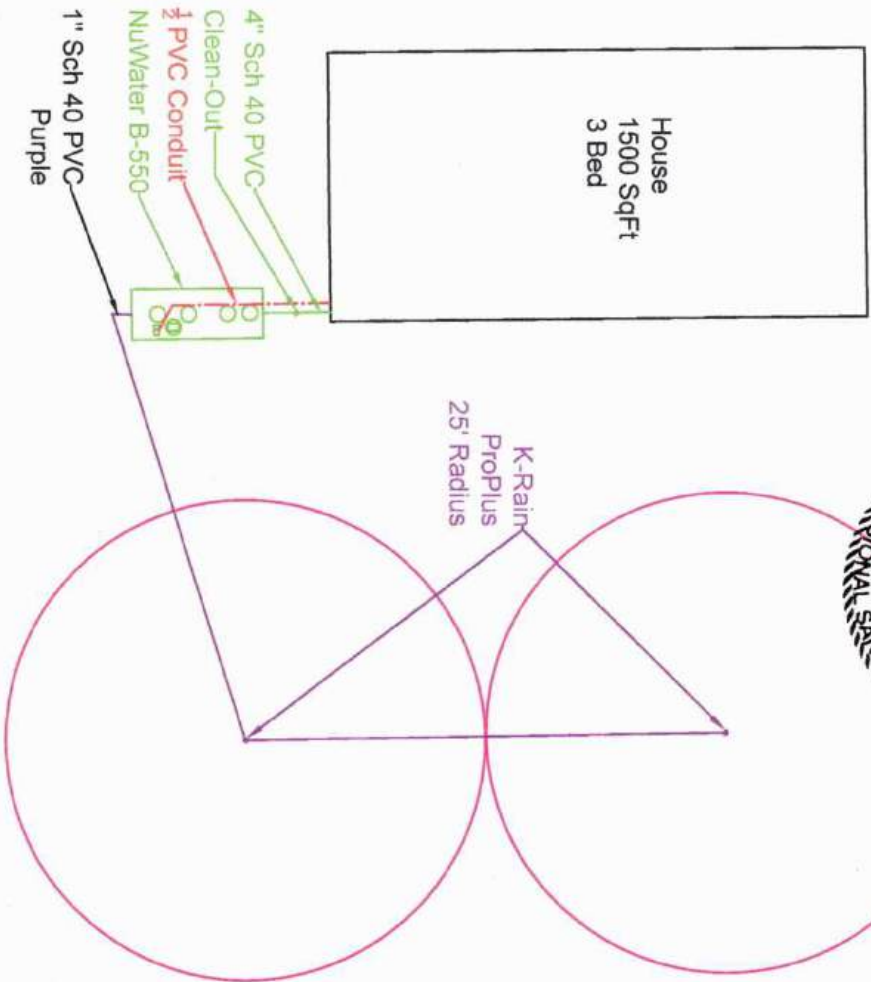 House
1500 SqFt
3 Bed
4" Sch 40 PVC
Clean-Out
½ PVC Conduit
NuWater B-550
1" Sch 40 PVC
Purple
K-Rain
ProPlus
25' Radius